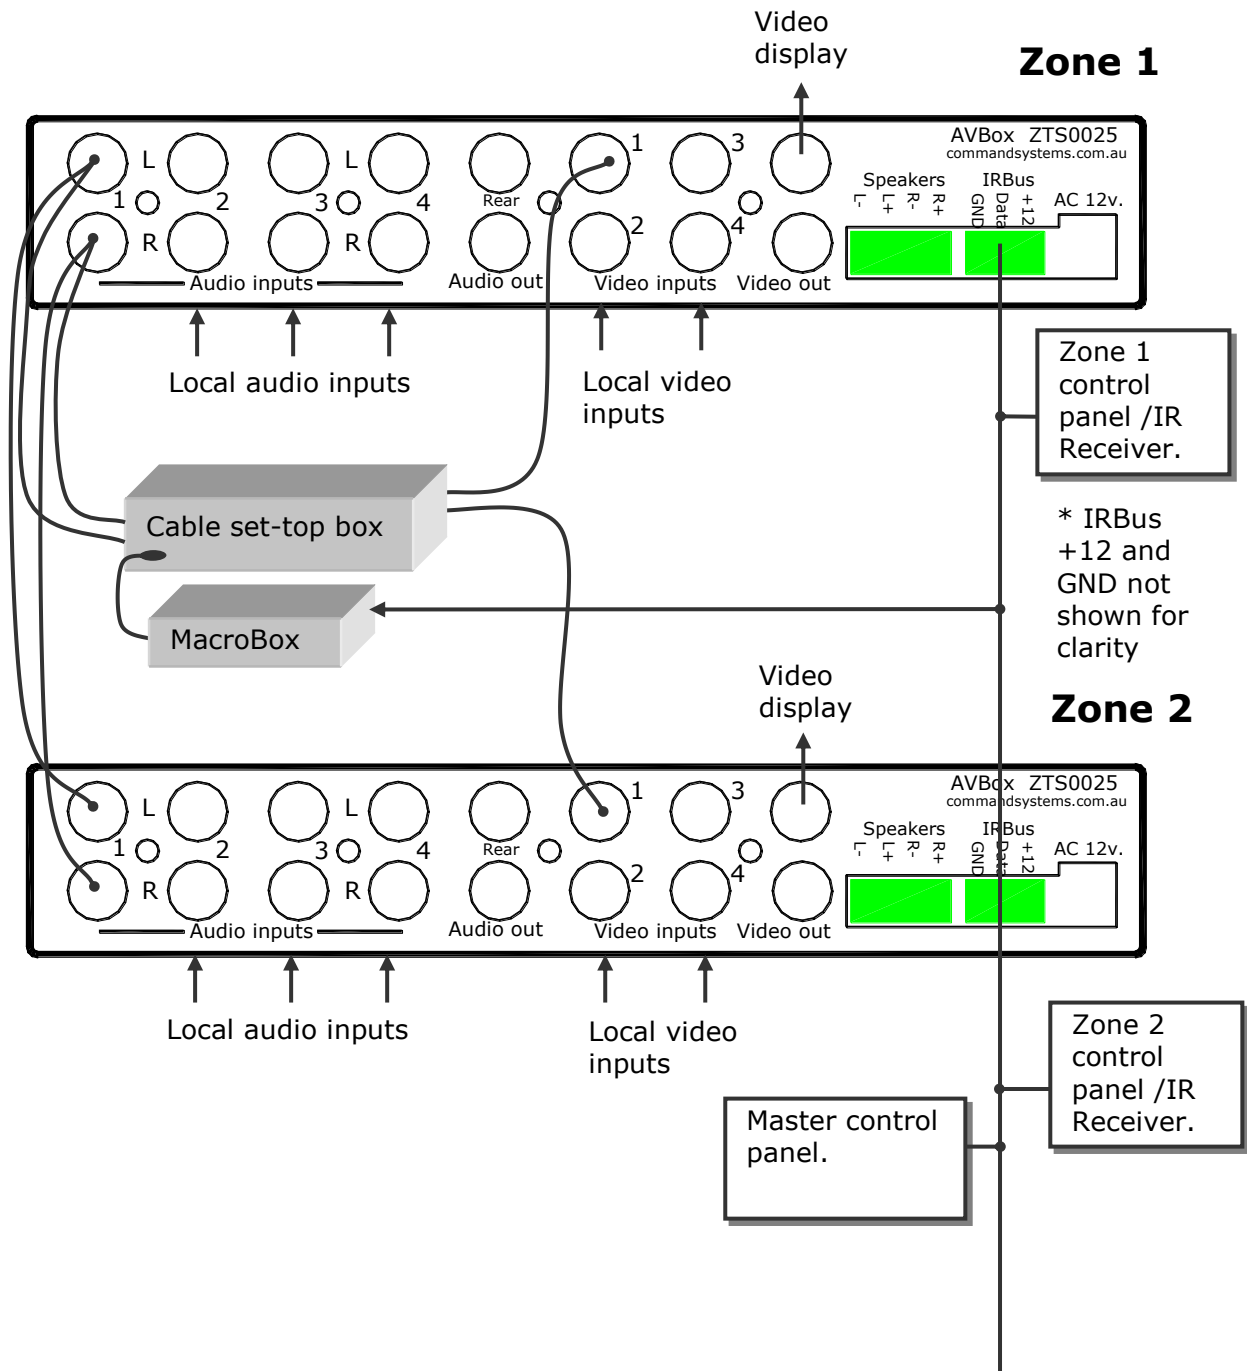 Video
display
Zone 1
AVBox ZTS0025
commandsystems.com.au
Speakers
IRBus
AC 12v.
L-
L+
R-
R+
GND
Data
+12
L
L
1
3
1
2
3
4
Rear
2
4
R
R
Audio inputs
Audio out
Video inputs
Video out
Local audio inputs
Local video
inputs
Zone 1
control
panel /IR
Receiver.
Cable set-top box
* IRBus
+12 and
GND not
shown for
clarity
MacroBox
Video
display
Zone 2
AVBox ZTS0025
commandsystems.com.au
Speakers
IRBus
AC 12v.
L-
L+
R-
R+
GND
Data
+12
L
L
1
3
1
2
3
4
Rear
2
4
R
R
Audio inputs
Audio out
Video inputs
Video out
Local audio inputs
Local video
inputs
Zone 2
control
panel /IR
Receiver.
Master control
panel.